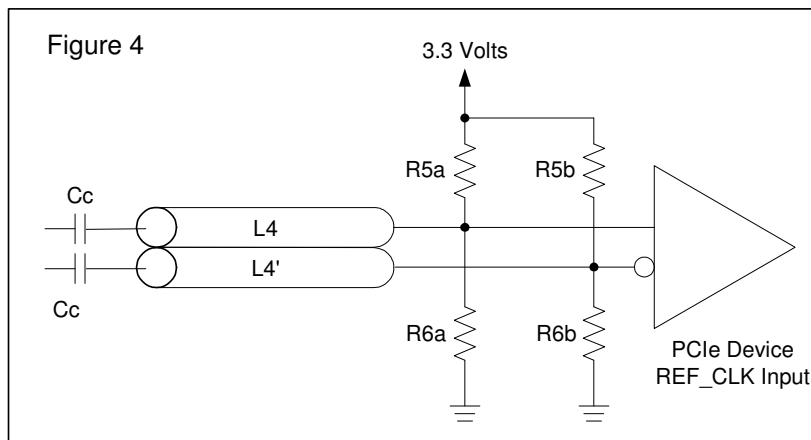 Figure 4
3.3 Volts
R5a
R5b
Cc
L4
L4'
Cc
R6a
R6b
PCIe Device
REF_CLK Input